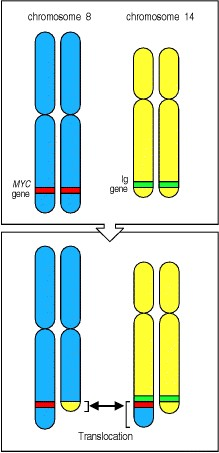 chromosome 8
chromosome 14
MYC
gene
Ig
gene
Translocation